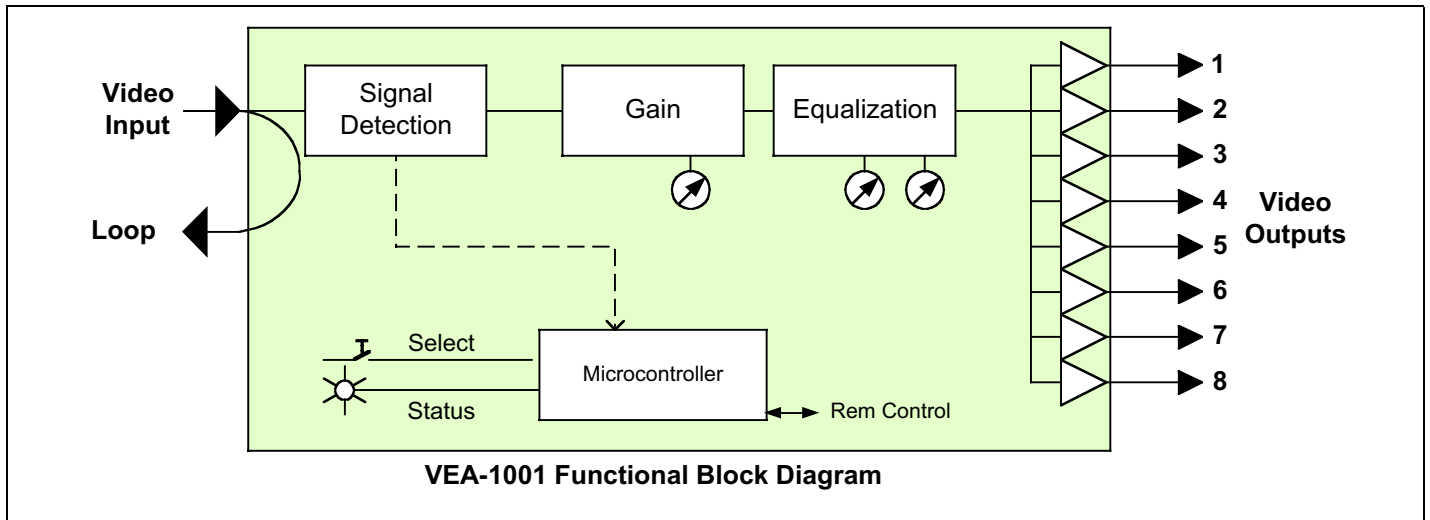 Video
Input
Loop
Signal
Detection
Gain
Equalization
1
2
3
4
5
6
7
8
Video
Outputs
Select
Status
Microcontroller
Rem Control
VEA-1001 Functional Block Diagram